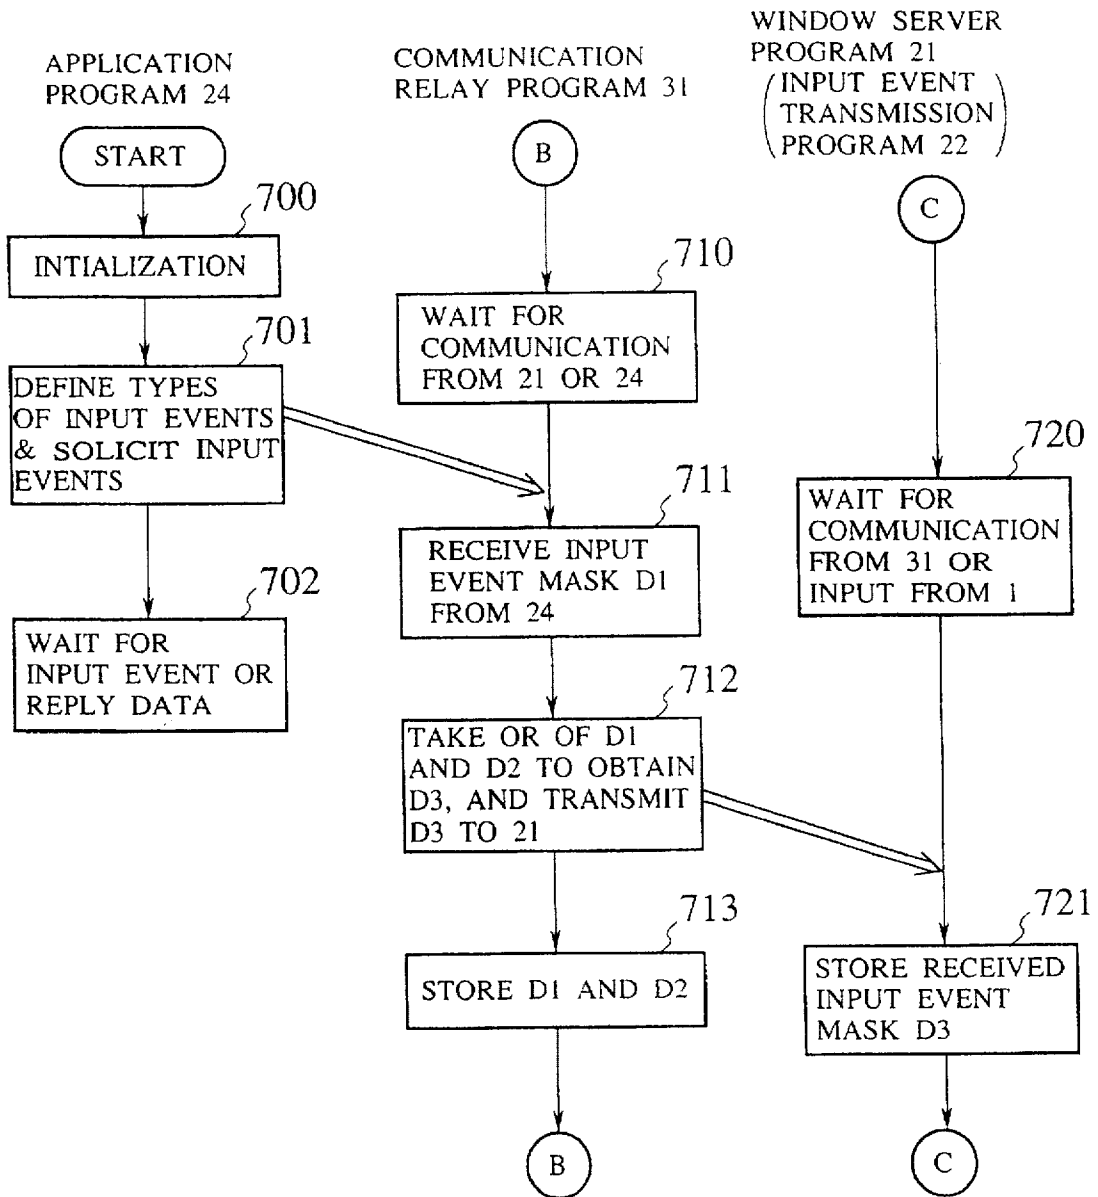 APPLICATION
PROGRAM 24
START
700
INTIALIZATION
701
DEFINE TYPES
OF INPUT EVENTS
& SOLICIT INPUT
EVENTS
702
WAIT FOR
INPUT EVENT OR
REPLY DATA
COMMUNICATION
RELAY PROGRAM 31
B
710
WAIT FOR
COMMUNICATION
FROM 21 OR 24
711
RECEIVE INPUT
EVENT MASK D1
FROM 24
712
TAKE OR OF D1
AND D2 TO OBTAIN
D3, AND TRANSMIT
D3 TO 21
713
STORE D1 AND D2
B
WINDOW SERVER
PROGRAM 21
(INPUT EVENT
TRANSMISSION
PROGRAM 22)
C
720
WAIT FOR
COMMUNICATION
FROM 31 OR
INPUT FROM 1
721
STORE RECEIVED
INPUT EVENT
MASK D3
C